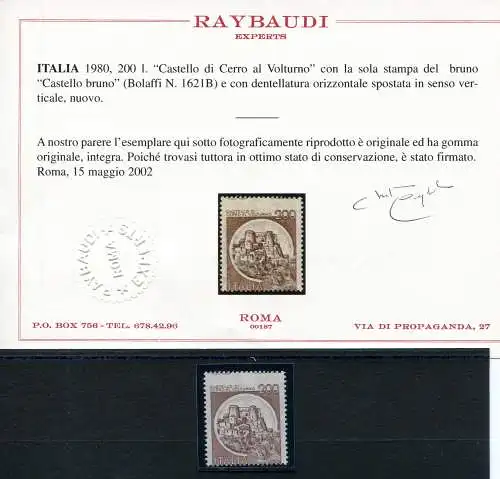 RAYBAUDI
EXPERTS
ITALIA 1980, 200 l. “Castello di Cerro al Volturno” con la sola stampa del bruno
“Castello bruno” (Bolaffi N. 1621B) e con dentellatura orizzontale spostata in senso ver-
ticale, nuovo.
A nostro parere l'esemplare qui sotto fotograficamente riprodotto è originale ed ha gomma
originale, integra. Poiché trovasi tuttora in ottimo stato di conservazione, è stato firmato.
Roma, 15 maggio 2002
200
RAYBAUDI
ROMA
P.O. BOX 756 - TEL. 678.42.96
ROMA
00187
VIA DI PROPAGANDA, 27
200